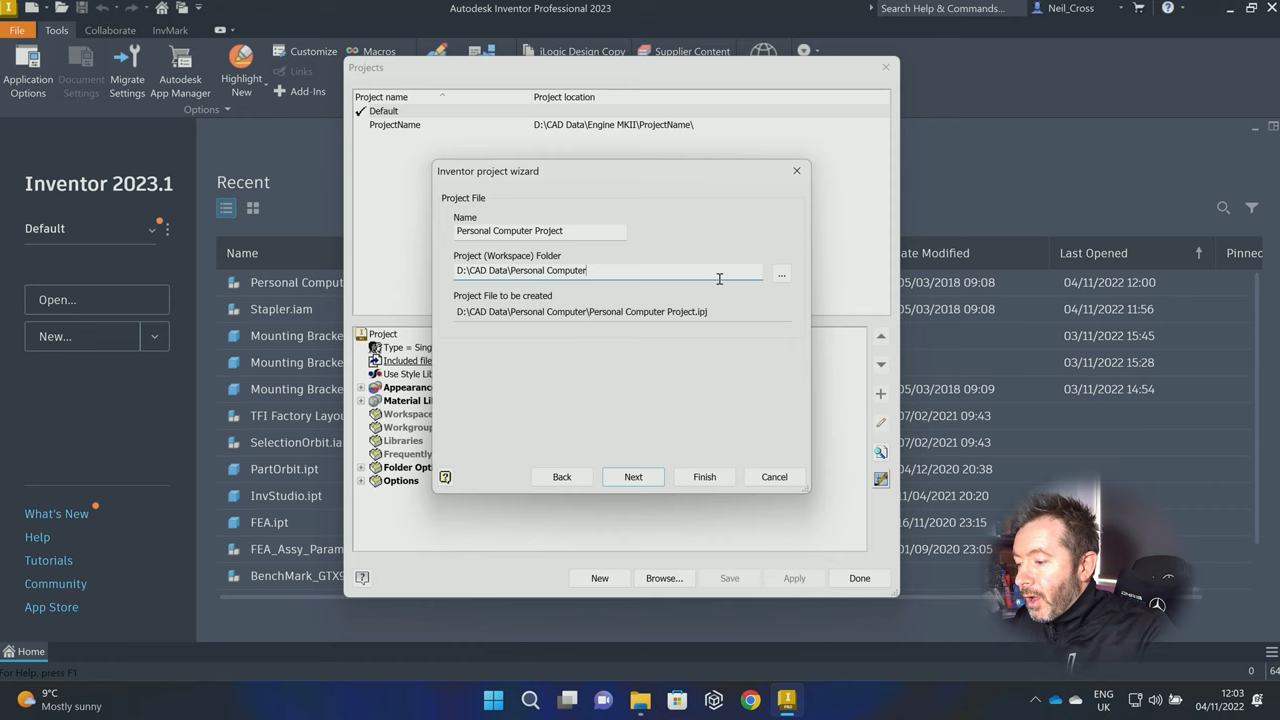 Autodesk Inventor Professional 2023
Search Help & Commands...
Neil_Cross
File
Tools
Collaborate
InvMark
Application
Options
Document
Settings
Migrate
Settings
Autodesk
App Manager
Highlight
New
Customize
Links
Add-Ins
Macros
iLogic Design Copy
Supplier Content
Options
Inventor 2023.1
Default
Open...
New...
What's New
Help
Tutorials
Community
App Store
Recent
Name
Date Modified
Last Opened
Pinned
Personal Comput
05/03/2018 09:08
04/11/2022 12:00
Stapler.iam
05/03/2018 09:08
04/11/2022 11:56
Mounting Bracke
03/11/2022 15:45
Mounting Bracke
03/11/2022 15:28
Mounting Bracke
05/03/2018 09:09
03/11/2022 14:54
TFI Factory Layou
07/02/2021 09:43
SelectionOrbit.ia
07/02/2021 09:43
PartOrbit.ipt
04/12/2020 20:38
InvStudio.ipt
11/04/2021 09:20
FEA.ipt
16/11/2020 23:15
FEA_Assy_Param
01/09/2020 23:05
BenchMark_GTX9
Projects
Project name
Project location
Default
ProjectName
D:\CAD Data\Engine MKII\ProjectName\
Project
Type = Sing
Included file
Use Style Lib
Appearanc
Material Li
Workspace
Workgrou
Libraries
Frequently
Folder Opt
Options
New
Browse...
Save
Apply
Done
Inventor project wizard
Project File
Name
Personal Computer Project
Project (Workspace) Folder
D:\CAD Data\Personal Computer
...
Project File to be created
D:\CAD Data\Personal Computer\Personal Computer Project.ipj
Back
Next
Finish
Cancel
Home
For Help, press F1
0
64
9°C
Mostly sunny
PRO
ENG
UK
12:03
04/11/2022